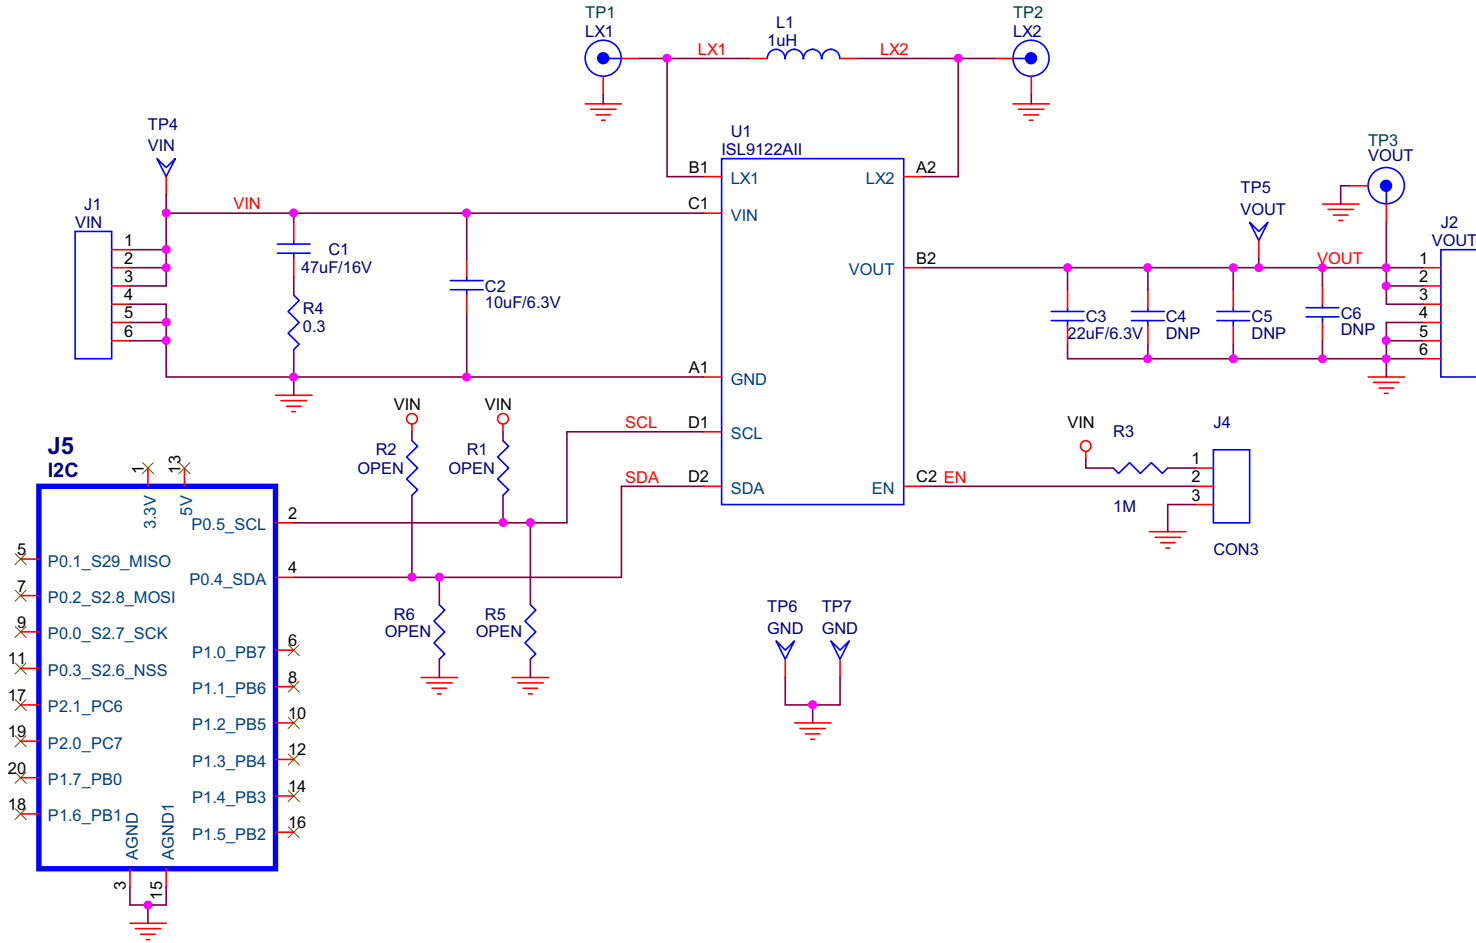 TP1
LX1
L1
1uH
TP2
LX2
LX1
LX2
TP4
VIN
U1
ISL9122AII
TP3
VOUT
B1
LX1
LX2
A2
TP5
VOUT
J1
VIN
VIN
C1
VIN
J2
VOUT
1
2
3
4
5
6
C1
47uF/16V
C2
10uF/6.3V
R4
0.3
VOUT
B2
VOUT
1
2
3
4
5
6
C3
22uF/6.3V
C4
DNP
C5
DNP
C6
DNP
A1
GND
VIN
VIN
R2
OPEN
R1
OPEN
SCL
D1
SCL
SDA
D2
SDA
EN
C2
EN
VIN
R3
1M
J4
1
2
3
CON3
J5
I2C
1
13
3.3V
5V
P0.5_SCL
2
P0.4_SDA
4
5
P0.1_S29_MISO
7
P0.2_S2.8_MOSI
9
P0.0_S2.7_SCK
11
P0.3_S2.6_NSS
17
P2.1_PC6
19
P2.0_PC7
20
P1.7_PB0
18
P1.6_PB1
P1.0_PB7
6
P1.1_PB6
8
P1.2_PB5
10
P1.3_PB4
12
P1.4_PB3
14
P1.5_PB2
16
AGND
AGND1
3
15
R6
OPEN
R5
OPEN
TP6
GND
TP7
GND